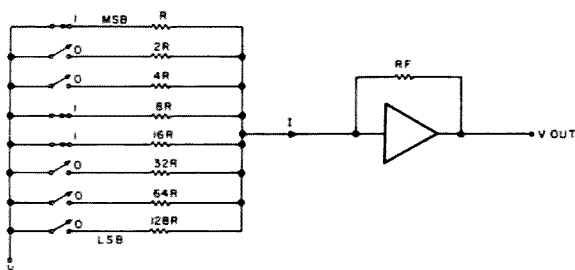 1 MSB R
0 2R
0 4R
RF
1 8R
1 16R
I
V OUT
0 32R
0 64R
0 128R
LSB